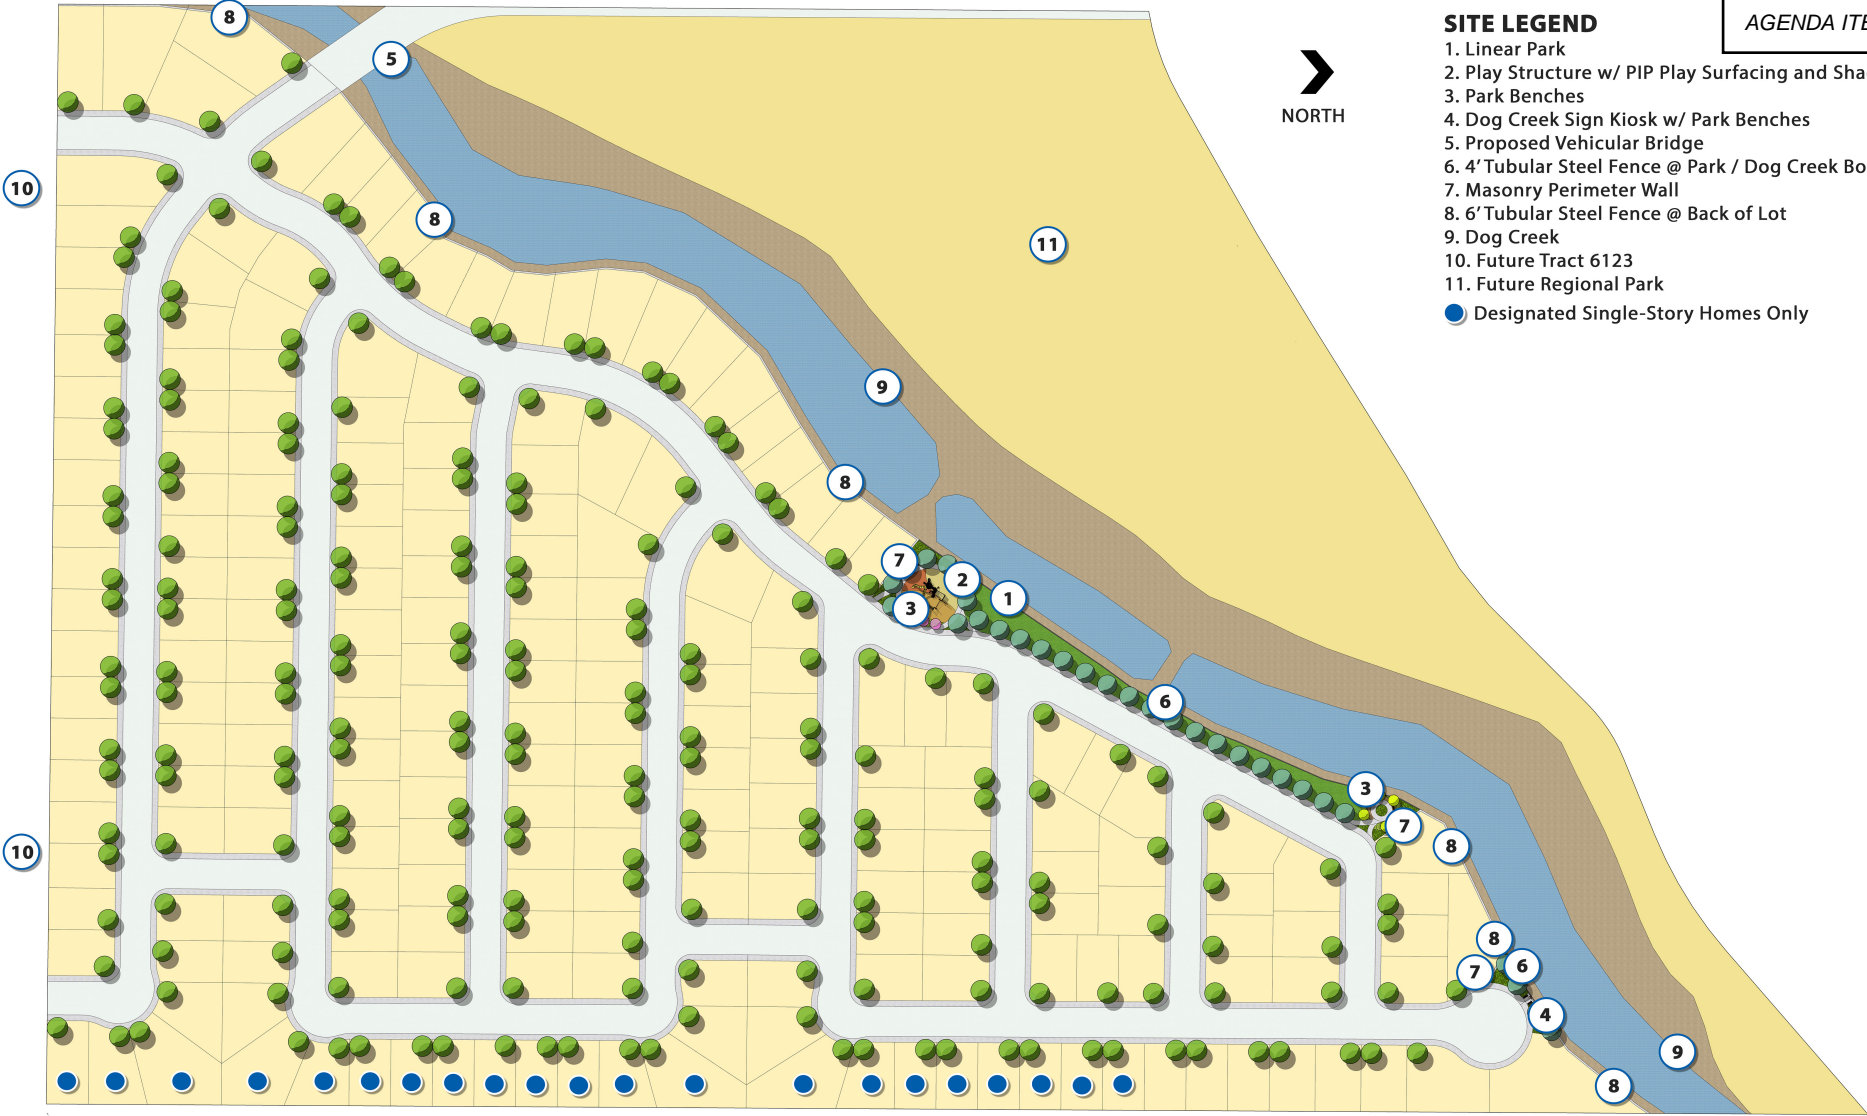 SITE LEGEND
1. Linear Park
2. Play Structure w/ PIP Play Surfacing and
3. Park Benches
4. Dog Creek Sign Kiosk w/ Park Benches
5. Proposed Vehicular Bridge
6. 4' Tubular Steel Fence @ Park / Dog Creek
7. Masonry Perimeter Wall
8. 6' Tubular Steel Fence @ Back of Lot
9. Dog Creek
10. Future Tract 6123
11. Future Regional Park
Designated Single-Story Homes Only
AGENDA
NORTH
8
5
10
8
11
9
8
7
2
1
3
6
3
7
8
10
8
7
6
4
9
8